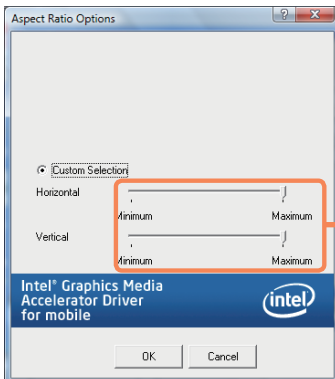 Aspect Ratio Options
Custom Selection
Horizontal
Minimum Maximum
Vertical
Minimum Maximum
Intel® Graphics Media
Accelerator Driver
for mobile
intel
OK Cancel